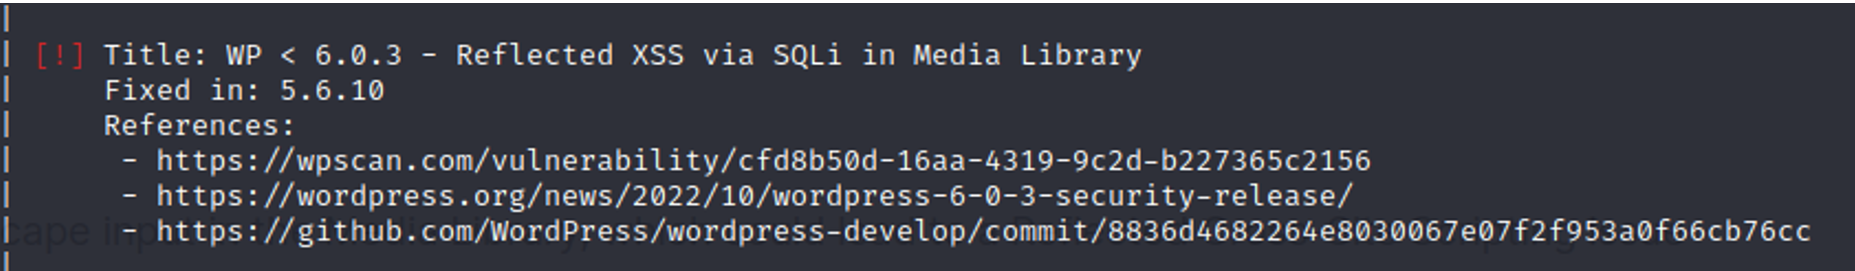 [!] Title: WP < 6.0.3 - Reflected XSS via SQLi in Media Library
Fixed in: 5.6.10
References:
- https://wpscan.com/vulnerability/cfd8b50d-16aa-4319-9c2d-b227365c2156
- https://wordpress.org/news/2022/10/wordpress-6-0-3-security-release/
- https://github.com/WordPress/wordpress-develop/commit/8836d4682264e8030067e07f2f953a0f66cb76cc